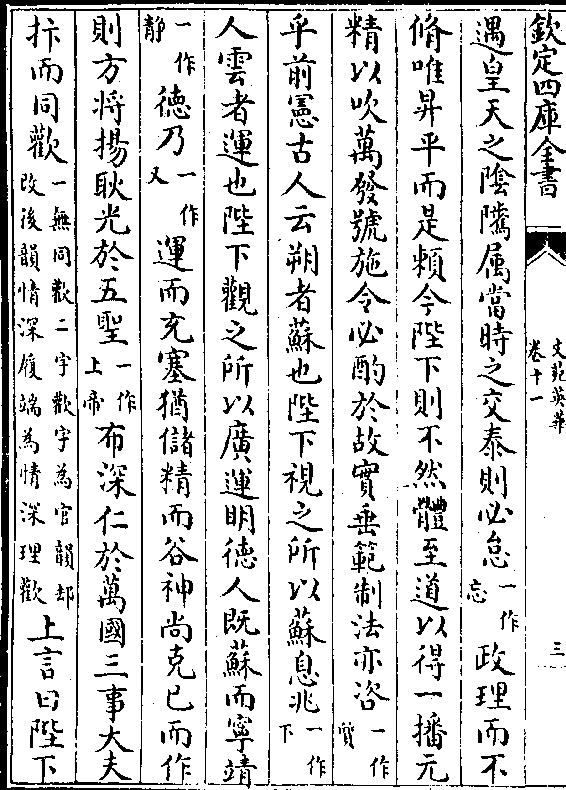 欽定四庫全書
文苑英華
卷十一
三
遇皇天之陰隲属當時之交泰則必怠一作忘政理而不
脩唯昇平而是頼今陛下則不然體至道以得一播元
精以吹萬發號施令必酌於故實垂範制法亦咨一作質
乎前憲古人云朔者蘇也陛下視之所以蘇息兆一作下
人雲者運也陛下觀之所以廣運明徳人既蘇而寧靖
一作静徳乃一作又運而充塞猶儲精而谷神尚克已而作
則方将揚耿光於五聖一作上帝布深仁於萬國三事大夫
抃而同歡一無同歡二字歡字為官韻却改後韻情深履端為情深理歡上言曰陛下